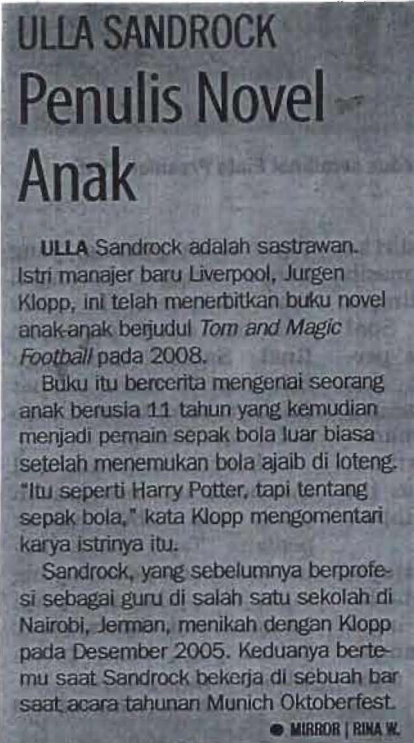 ULLA SANDROCK
Penulis Novel
Anak
ULLA Sandrock adalah sastrawan.
Istri manajer baru Liverpool, Jurgen
Klopp, ini telah menerbitkan buku novel
anak-anak berjudul Tom and Magic
Football pada 2008.
Buku itu bercerita mengenai seorang
anak berusia 11 tahun yang kemudian
menjadi pemain sepak bola luar biasa
setelah menemukan bola ajaib di loteng.
"Itu seperti Harry Potter, tapi tentang
sepak bola," kata Klopp mengomentari
karya istrinya itu.
Sandrock, yang sebelumnya berprofe-
si sebagai guru di salah satu sekolah di
Nairobi, Jerman, menikah dengan Klopp
pada Desember 2005. Keduanya berte-
mu saat Sandrock bekerja di sebuah bar
saat acara tahunan Munich Oktoberfest.
● MIRROR | RINA W.